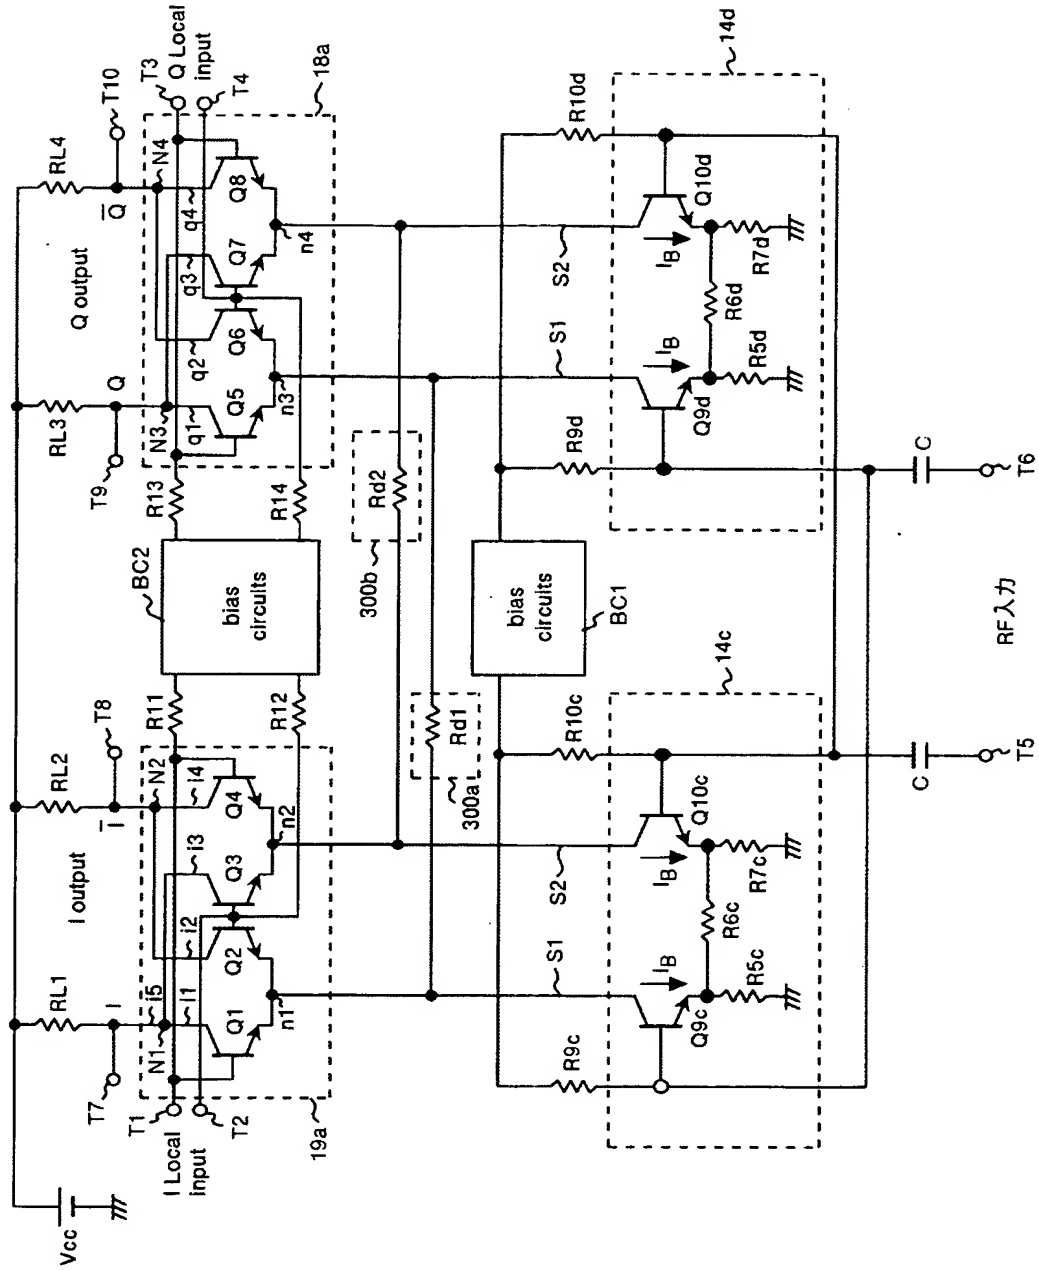 Vcc
RL1
RL2
RL3
RL4
I output
Q output
T7
I
I̅
T8
T9
Q
Q̅
T10
T1
I Local
input
T2
19a
N1
i5
i1
Q1
n1
i2
Q2
Q3
i3
Q4
i4
N2
n2
R11
R12
BC2
bias
circuits
R13
R14
N3
q1
Q5
n3
q2
Q6
Q7
q3
Q8
q4
N4
n4
T3
Q Local
input
T4
18a
Rd2
300b
Rd1
300a
S1
S2
S1
S2
R9c
R10c
BC1
bias
circuits
R9d
R10d
14c
14d
IB
Q9c
IB
Q10c
R5c
R6c
R7c
IB
Q9d
IB
Q10d
R5d
R6d
R7d
C
T5
C
T6
RF入力